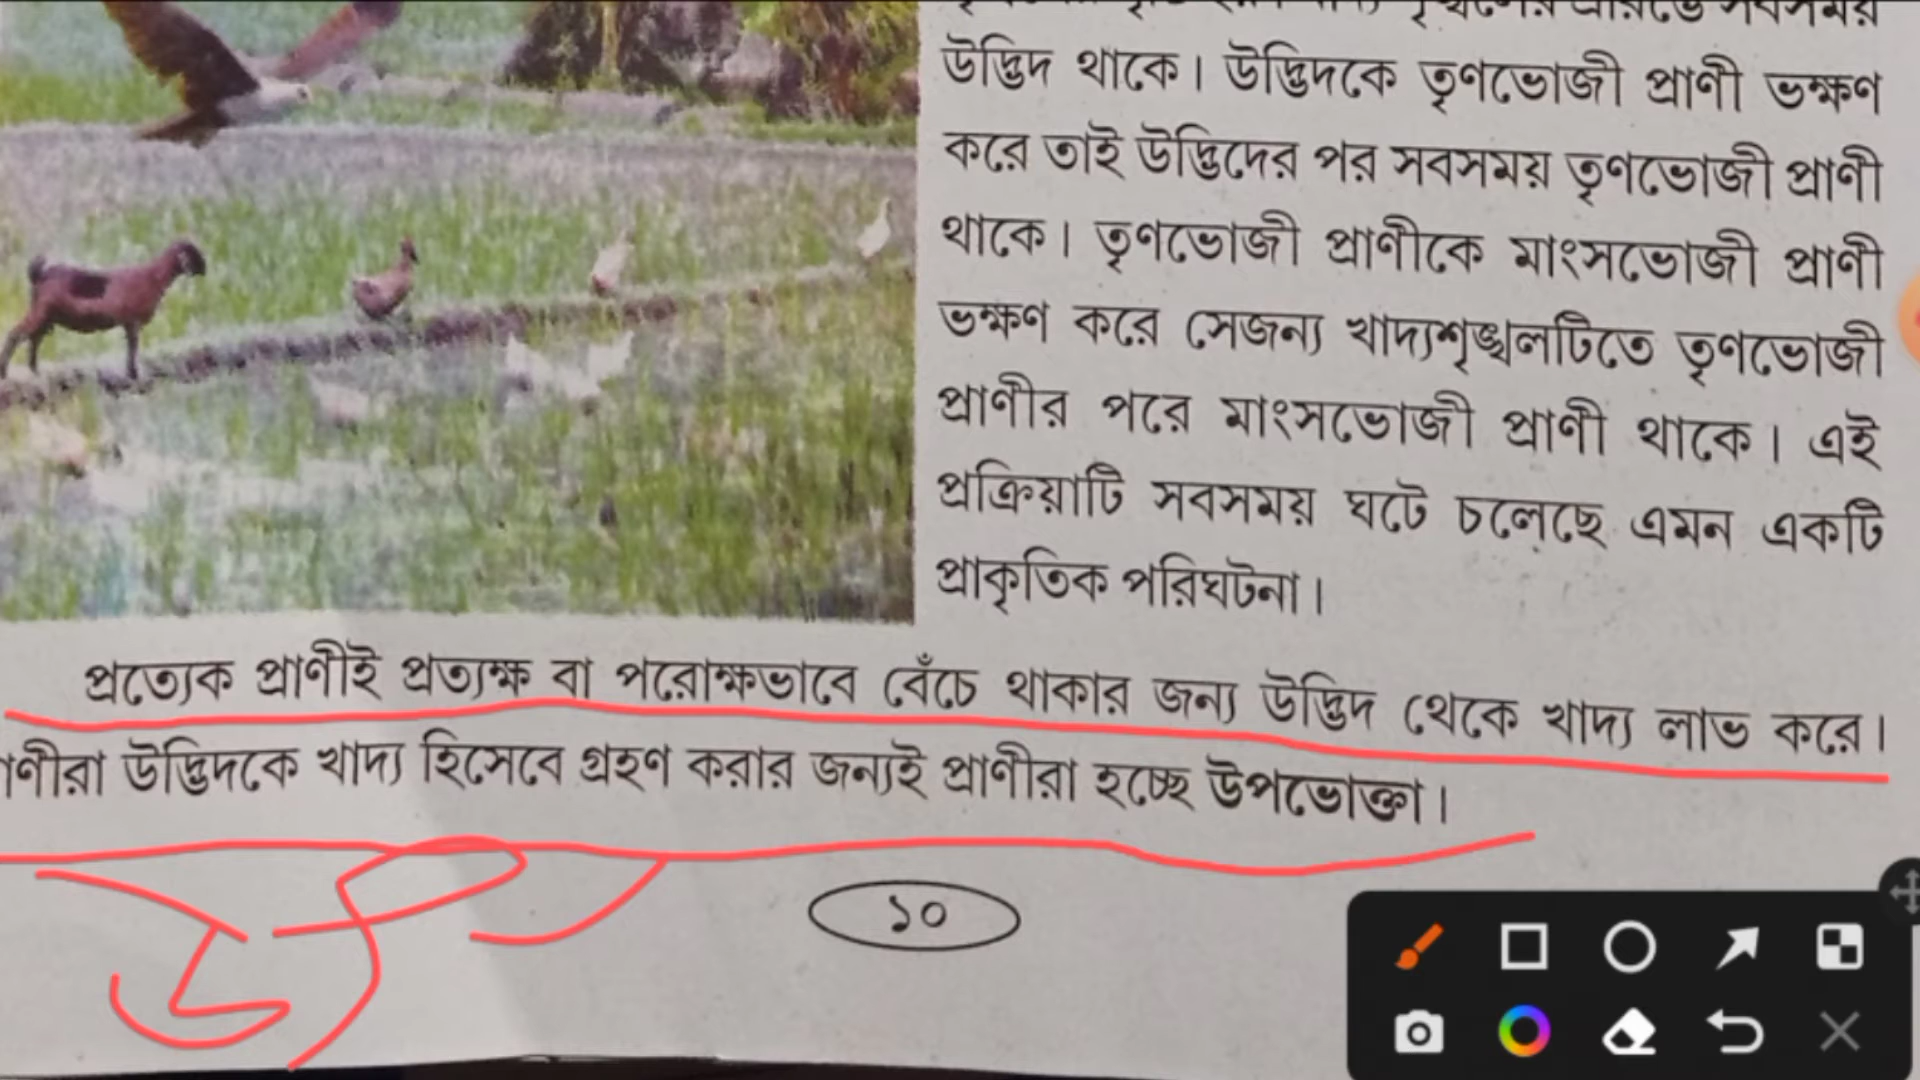 উদ্ভিদ থাকে। উদ্ভিদকে তৃণভোজী প্রাণী ভক্ষণ
করে তাই উদ্ভিদের পর সবসময় তৃণভোজী প্রাণী
থাকে। তৃণভোজী প্রাণীকে মাংসভোজী প্রাণী
ভক্ষণ করে সেজন্য খাদ্যশৃঙ্খলটিতে তৃণভোজী
প্রাণীর পরে মাংসভোজী প্রাণী থাকে। এই
প্রক্রিয়াটি সবসময় ঘটে চলেছে এমন একটি
প্রাকৃতিক পরিঘটনা।
প্রত্যেক প্রাণীই প্রত্যক্ষ বা পরোক্ষভাবে বেঁচে থাকার জন্য উদ্ভিদ থেকে খাদ্য লাভ করে।
উদ্ভিদকে খাদ্য হিসেবে গ্রহণ করার জন্যই প্রাণীরা হচ্ছে উপভোক্তা।
১০